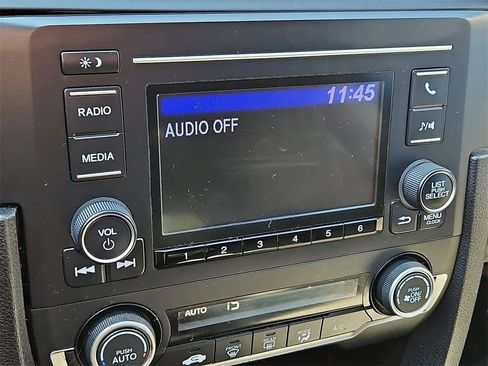 11:45
AUDIO OFF
RADIO
MEDIA
VOL
LIST
PUSH
SELECT
MENU
CLOCK
1 2 3 4 5 6
AUTO
PUSH
AUTO
FRONT
REAR
MODE
A/C
PUSH
ON/
OFF